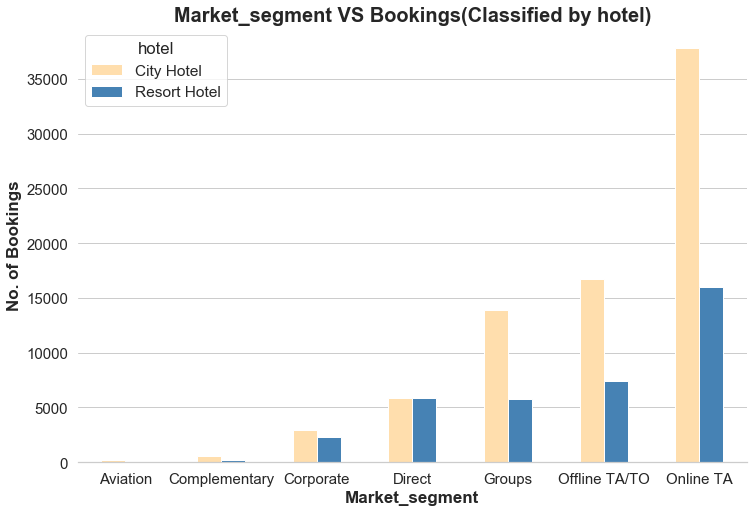 Market_segment VS Bookings(Classified by hotel)
hotel
City Hotel
Resort Hotel
35000
30000
25000
20000
15000
10000
5000
0
No. of Bookings
Aviation Complementary Corporate Direct Groups Offline TA/TO Online TA
Market_segment